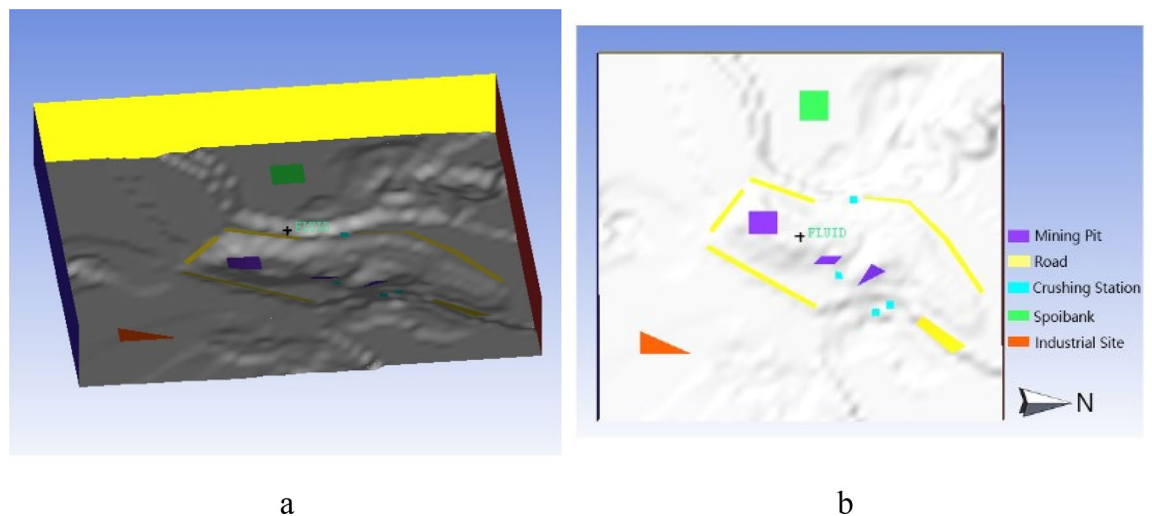 FLUID
FLUID
Mining Pit
Road
Crushing Station
Spoibank
Industrial Site
N
a
b